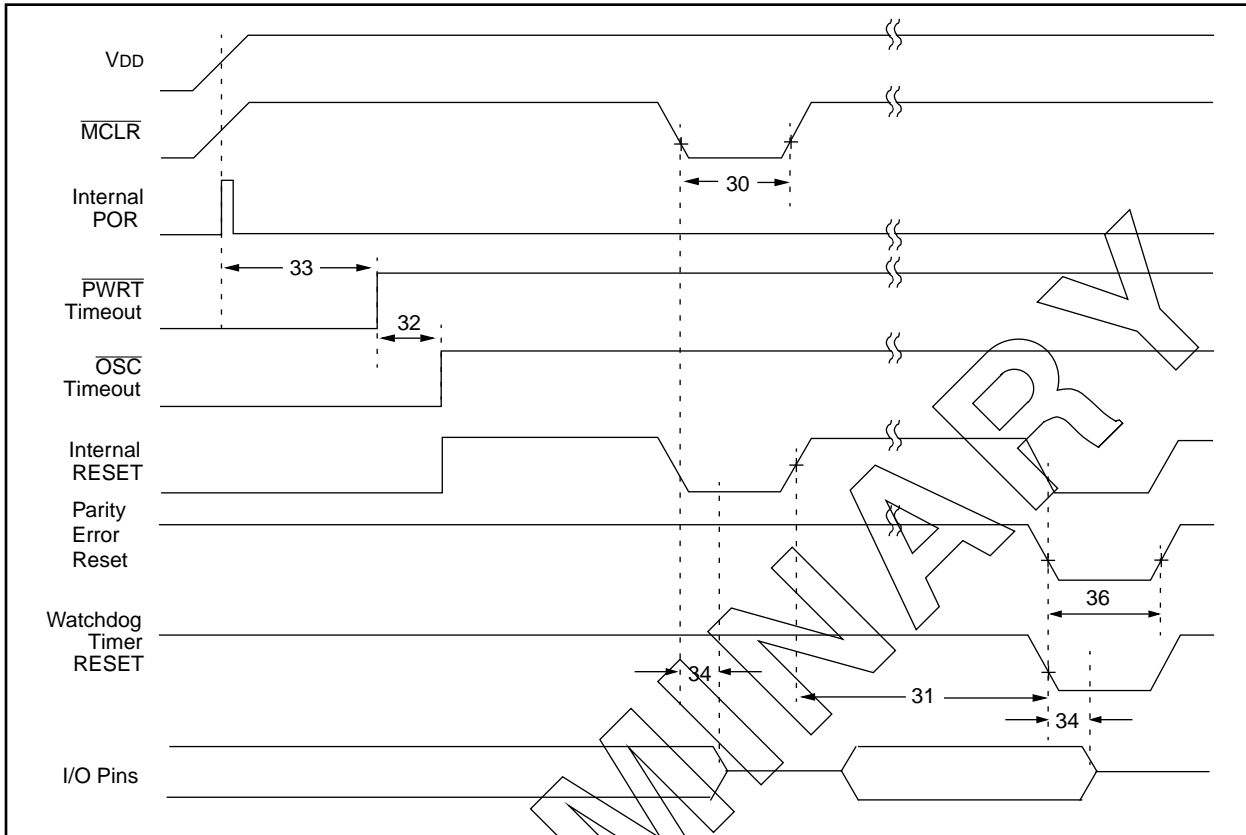 VDD
MCLR
Internal
POR
PWRT
Timeout
OSC
Timeout
Internal
RESET
Parity
Error
Reset
Watchdog
Timer
RESET
I/O Pins
30
33
32
36
34
31
34
MINARY